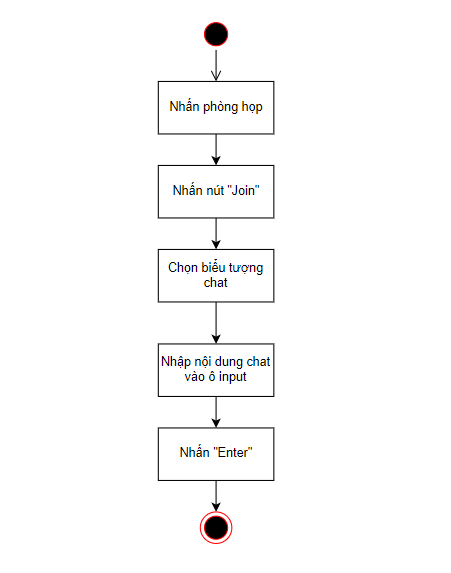 Nhấn phòng họp
Nhấn nút "Join"
Chọn biểu tượng
chat
Nhập nội dung chat
vào ô input
Nhấn "Enter"